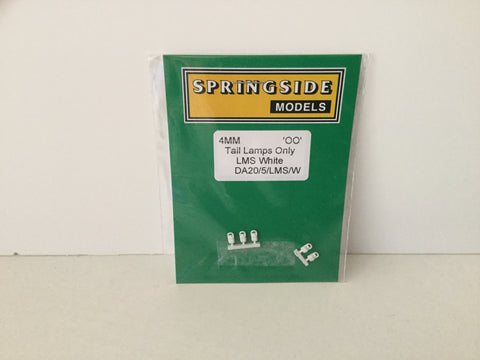 SPRINGSIDE
MODELS
4MM 'OO'
Tail Lamps Only
LMS White
DA20/5/LMS/W